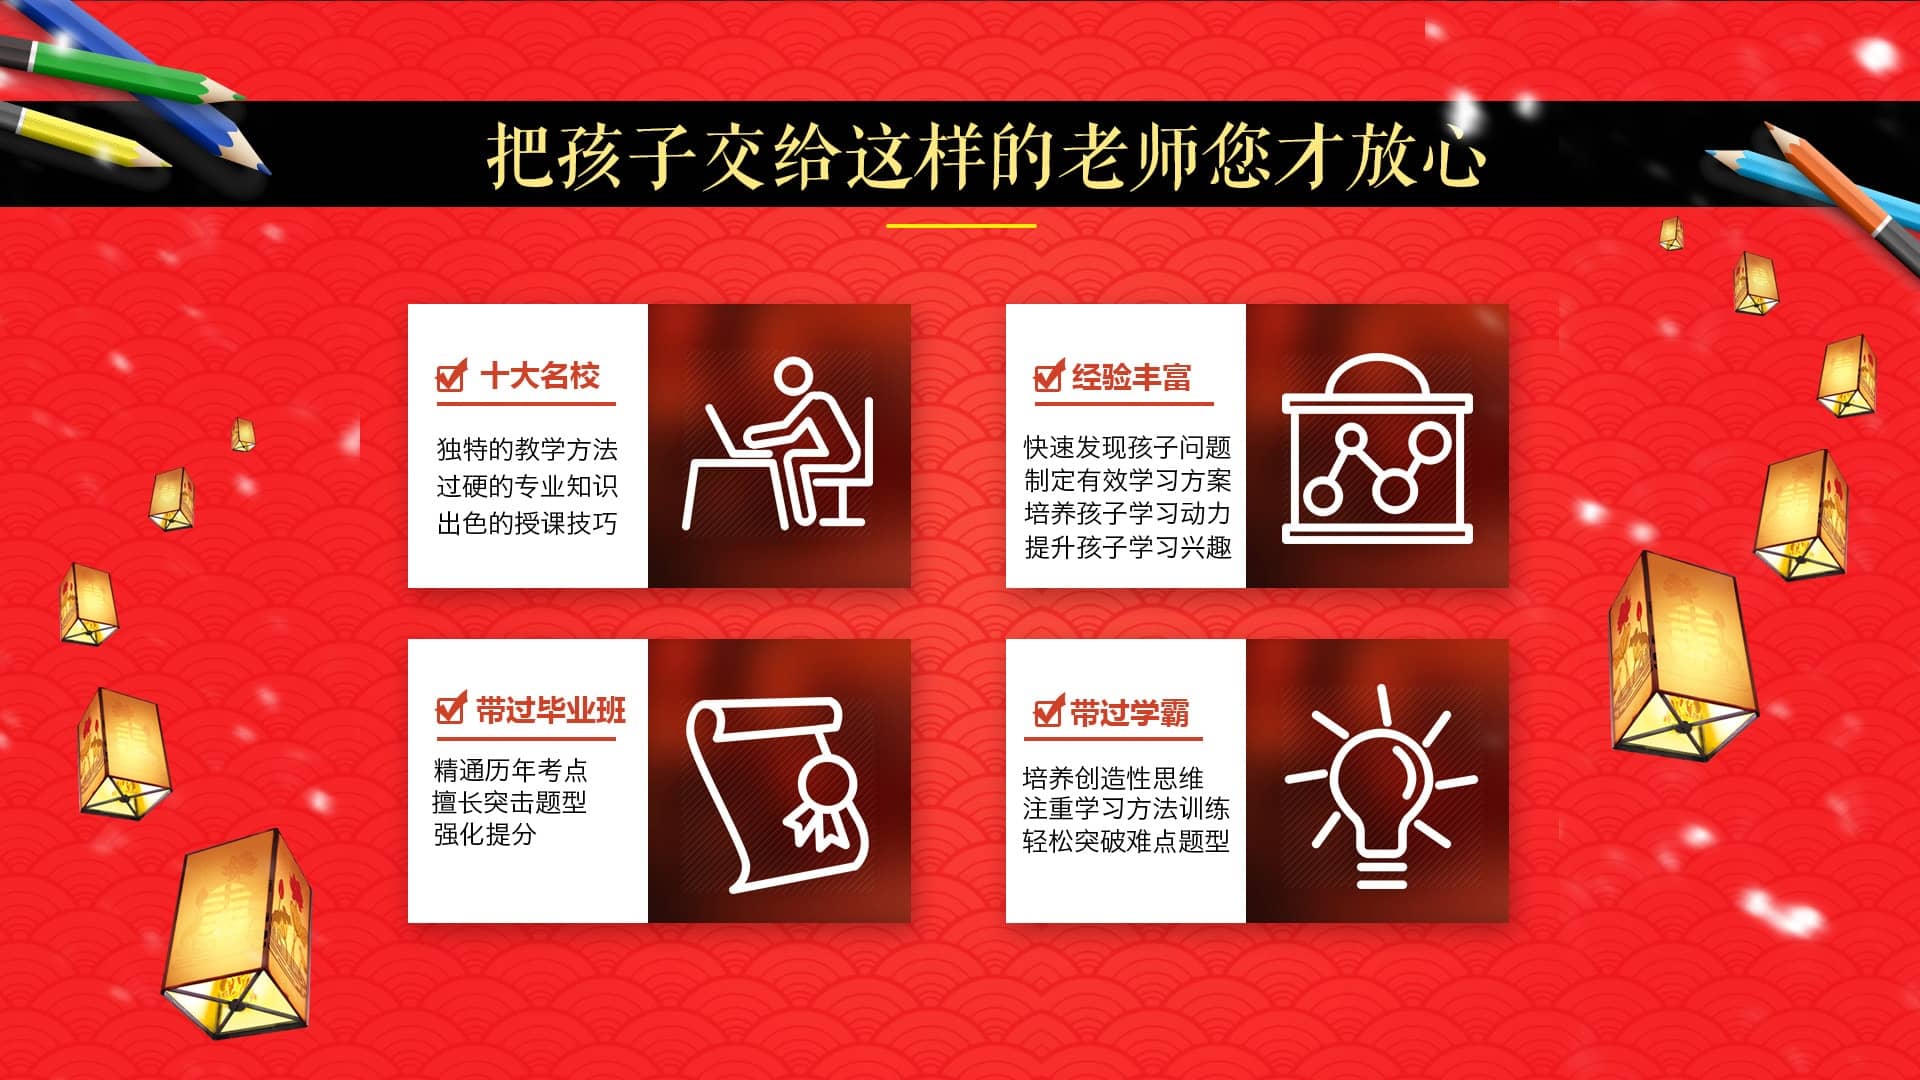 把孩子交给这样的老师您才放心
十大名校
独特的教学方法
过硬的专业知识
出色的授课技巧
经验丰富
快速发现孩子问题
制定有效学习方案
培养孩子学习动力
提升孩子学习兴趣
带过毕业班
精通历年考点
擅长突击题型
强化提分
带过学霸
培养创造性思维
注重学习方法训练
轻松突破难点题型